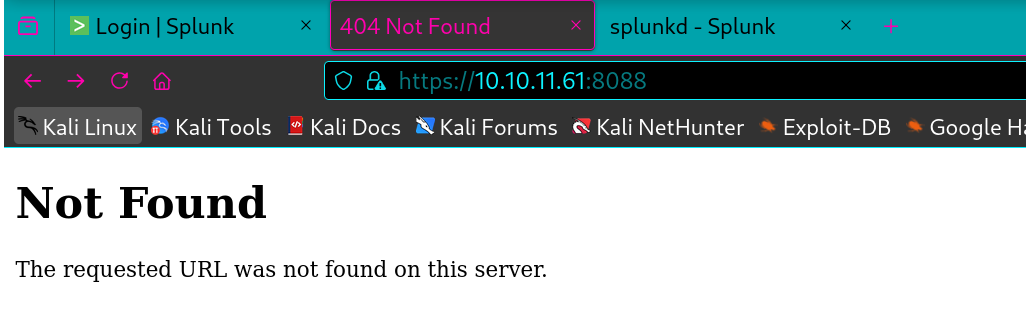 Login | Splunk
404 Not Found
splunkd - Splunk
https://10.10.11.61:8088
Kali Linux Kali Tools Kali Docs Kali Forums Kali NetHunter Exploit-DB Google Ha
Not Found
The requested URL was not found on this server.